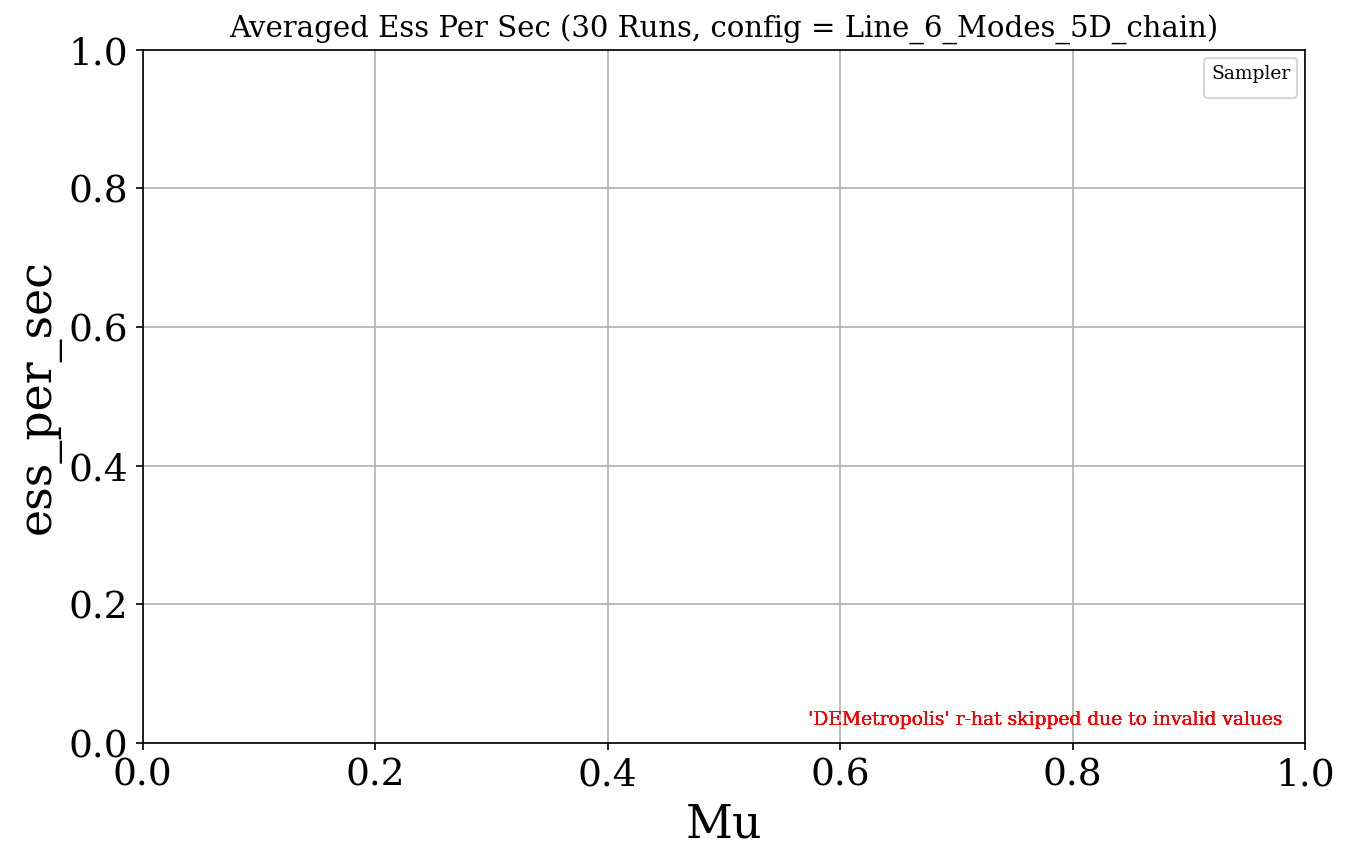 Averaged Ess Per Sec (30 Runs, config = Line_6_Modes_5D_chain)
Sampler
ess_per_sec
1.0
0.8
0.6
0.4
0.2
0.0
'DEMetropolis' r-hat skipped due to invalid values
0.0 0.2 0.4 0.6 0.8 1.0
Mu